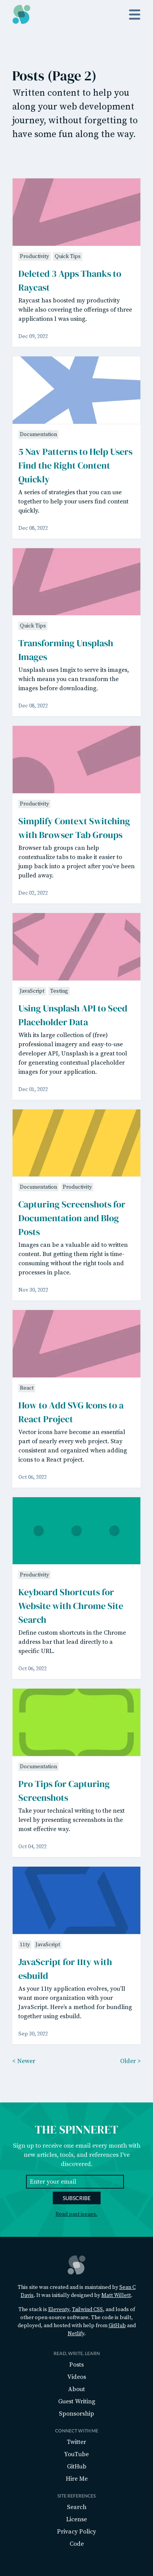 Posts (Page 2)
Written content to help you
along your web development
journey, without forgetting to
have some fun along the way.
Productivity Quick Tips
Deleted 3 Apps Thanks to
Raycast
Raycast has boosted my productivity
while also covering the offerings of three
applications I was using.
Dec 09, 2022
Documentation
5 Nav Patterns to Help Users
Find the Right Content
Quickly
A series of strategies that you can use
together to help your users find content
quickly.
Dec 08, 2022
Quick Tips
Transforming Unsplash
Images
Unsplash uses Imgix to serve its images,
which means you can transform the
images before downloading.
Dec 08, 2022
Productivity
Simplify Context Switching
with Browser Tab Groups
Browser tab groups can help
contextualize tabs to make it easier to
jump back into a project after you've been
pulled away.
Dec 02, 2022
JavaScript Testing
Using Unsplash API to Seed
Placeholder Data
With its large collection of (free)
professional imagery and easy-to-use
developer API, Unsplash is a great tool
for generating contextual placeholder
images for your application.
Dec 01, 2022
Documentation Productivity
Capturing Screenshots for
Documentation and Blog
Posts
Images can be a valuable aid to written
content. But getting them right is time-
consuming without the right tools and
processes in place.
Nov 30, 2022
React
How to Add SVG Icons to a
React Project
Vector icons have become an essential
part of nearly every web project. Stay
consistent and organized when adding
icons to a React project.
Oct 06, 2022
Productivity
Keyboard Shortcuts for
Website with Chrome Site
Search
Define custom shortcuts in the Chrome
address bar that lead directly to a
specific URL.
Oct 06, 2022
Documentation
Pro Tips for Capturing
Screenshots
Take your technical writing to the next
level by presenting screenshots in the
most effective way.
Oct 04, 2022
11ty JavaScript
JavaScript for 11ty with
esbuild
As your 11ty application evolves, you'll
want more organization with your
JavaScript. Here's a method for bundling
together using esbuild.
Sep 30, 2022
< Newer Older >
THE SPINNERET
Sign up to receive one email every month with
new articles, tools, and references I've
discovered.
Enter your email
SUBSCRIBE
Read past issues.
This site was created and is maintained by Sean C
Davis. It was initially designed by Matt Willett.
The stack is Eleventy, Tailwind CSS, and loads of
other open source software. The code is built,
deployed, and hosted with help from GitHub and
Netlify.
READ, WRITE, LEARN
Posts
Videos
About
Guest Writing
Sponsorship
CONNECT WITH ME
Twitter
YouTube
GitHub
Hire Me
SITE REFERENCES
Search
License
Privacy Policy
Code